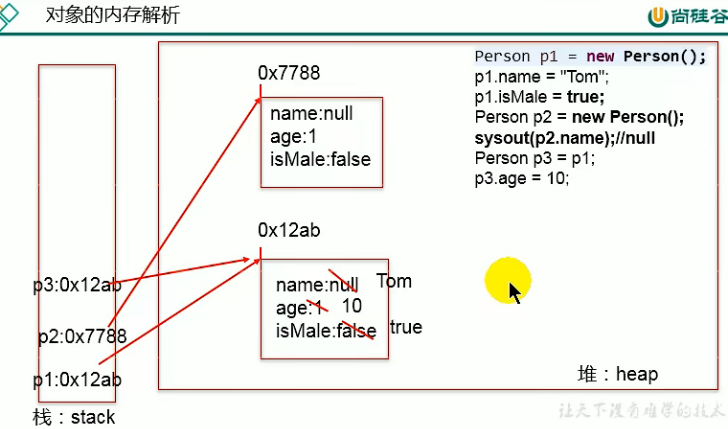 对象的内存解析
尚硅谷
Person p1 = new Person();
p1.name = "Tom";
p1.isMale = true;
Person p2 = new Person();
sysout(p2.name);//null
Person p3 = p1;
p3.age = 10;
0x7788
name:null
age:1
isMale:false
0x12ab
name:null Tom
age:1 10
isMale:false true
p3:0x12ab
p2:0x7788
p1:0x12ab
栈：stack
堆：heap
让天下没有难学的技术